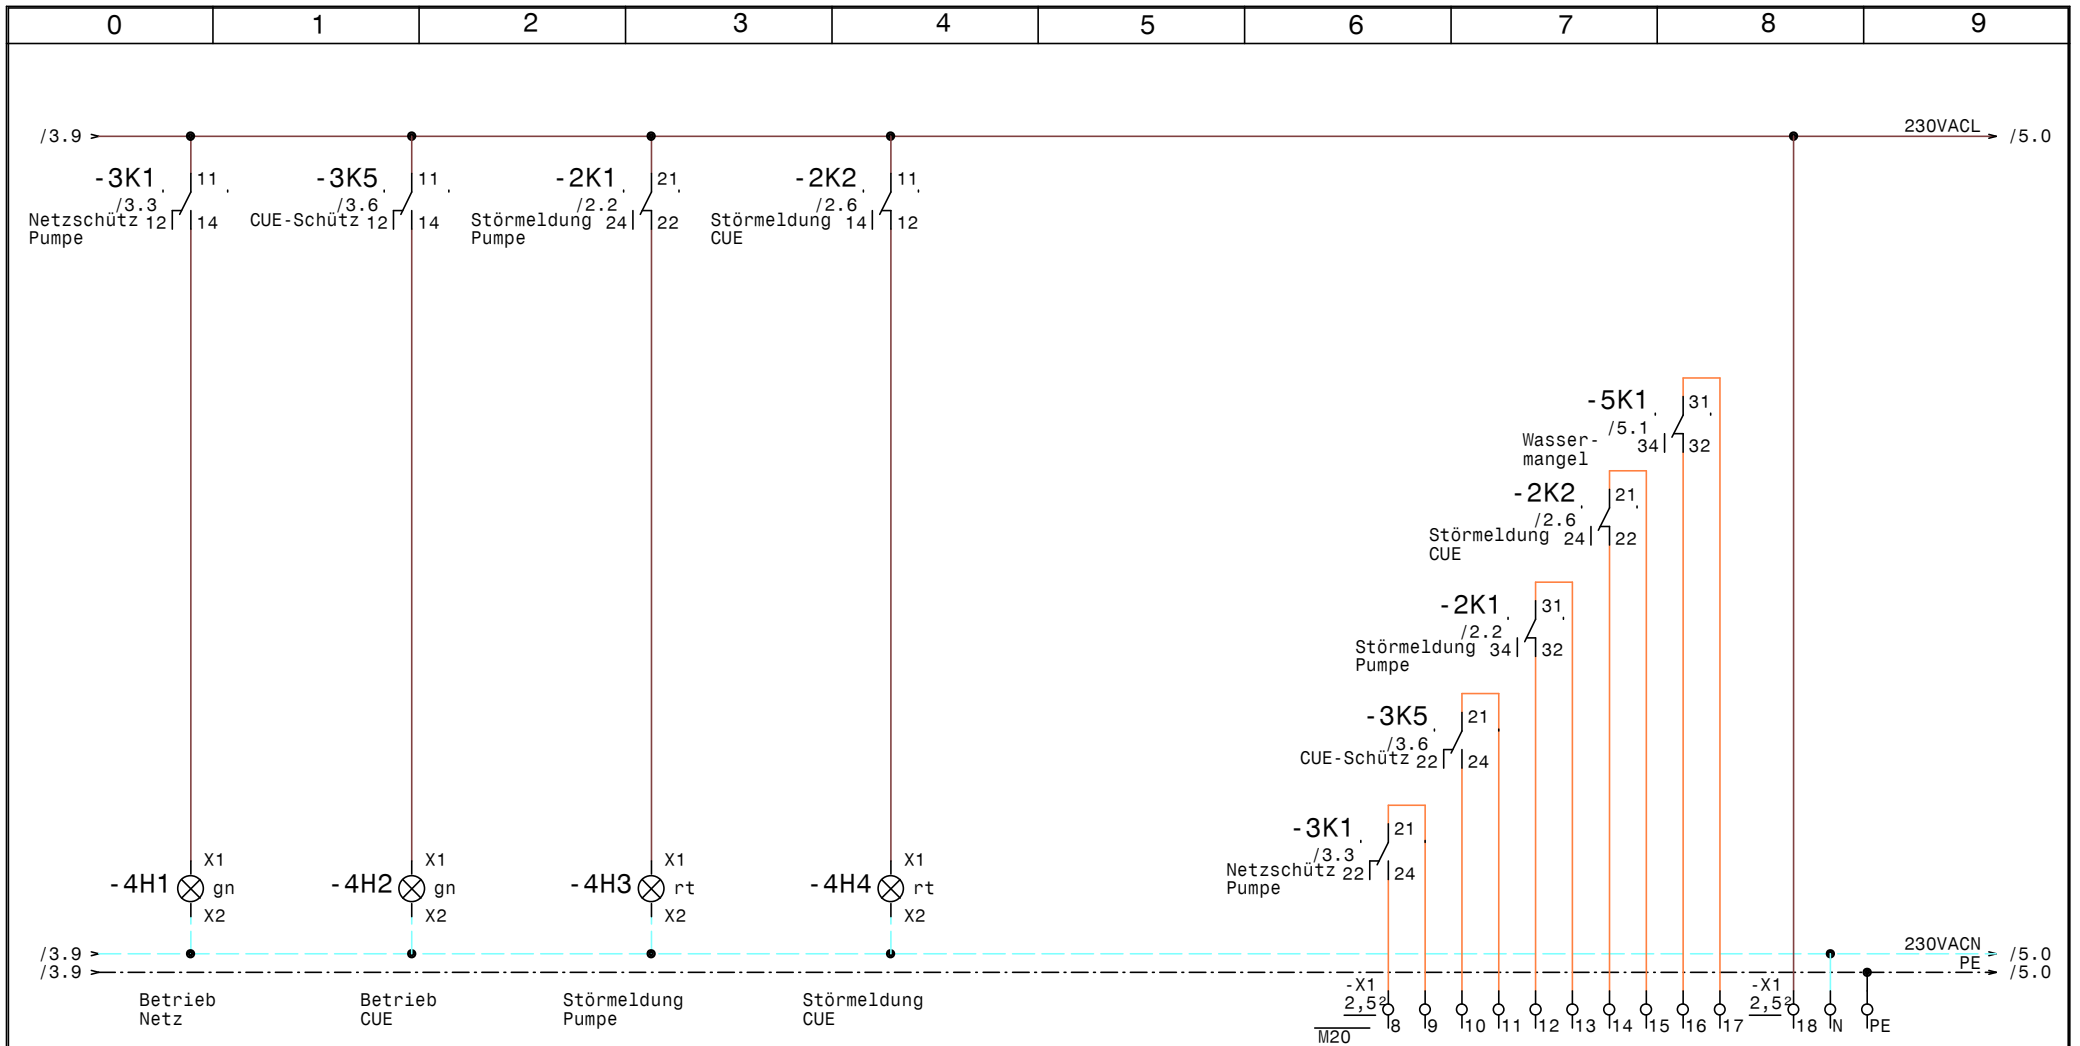 0 1 2 3 4 5 6 7 8 9
/3.9 230VACL /5.0
-3K1 11
/3.3
Netzschütz 12 14
Pumpe
-3K5 11
/3.6
CUE-Schütz 12 14
-2K1 21
/2.2
Störmeldung 24 22
Pumpe
-2K2 11
/2.6
Störmeldung 14 12
CUE
-5K1 31
/5.1
Wasser- 34 32
mangel
-2K2 21
/2.6
Störmeldung 24 22
CUE
-2K1 31
/2.2
Störmeldung 34 32
Pumpe
-3K5 21
/3.6
CUE-Schütz 22 24
-3K1 21
/3.3
Netzschütz 22 24
Pumpe
X1 X1 X1 X1
-4H1 gn -4H2 gn -4H3 rt -4H4 rt
X2 X2 X2 X2
/3.9 230VACN /5.0
/3.9 PE /5.0
Betrieb
Netz
Betrieb
CUE
Störmeldung
Pumpe
Störmeldung
CUE
-X1
2,5²
M20
8 9 10 11 12 13 14 15 16 17
-X1
2,5²
18 N PE